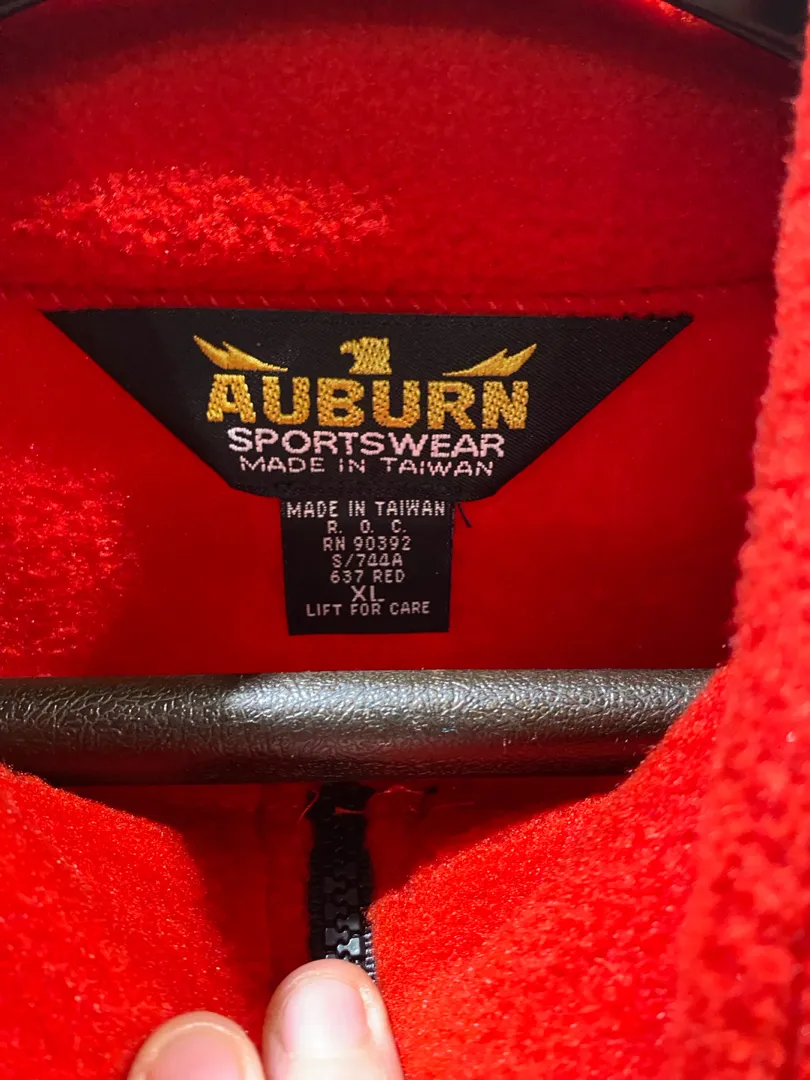 AUBURN
SPORTSWEAR
MADE IN TAIWAN
MADE IN TAIWAN
R. O. C.
RN 90392
S/744A
637 RED
XL
LIFT FOR CARE